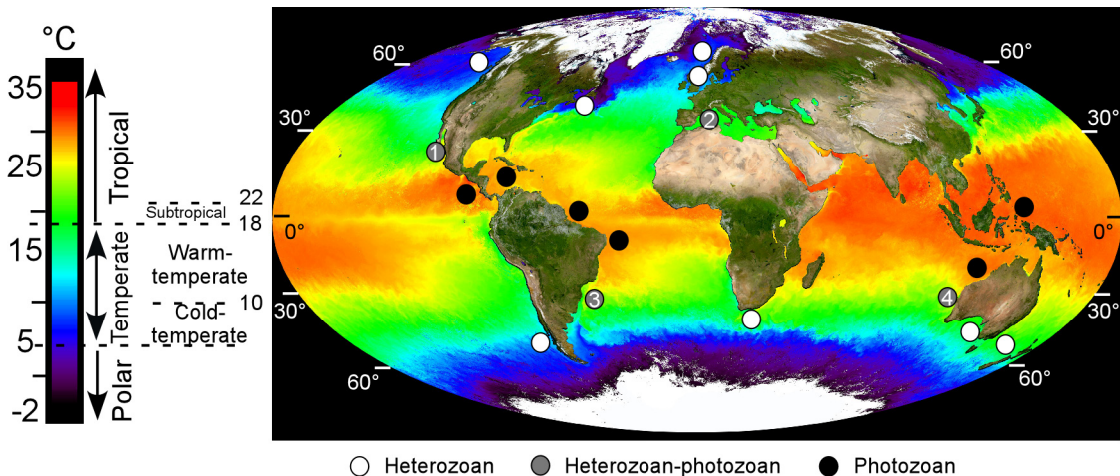 °C
35
25
15
5
-2
Tropical
Subtropical
22
18
Temperate
Warm-
temperate
10
Cold-
temperate
Polar
60°
60°
30°
30°
0°
0°
30°
30°
60°
60°
1
2
3
4
Heterozoan
Heterozoan-photozoan
Photozoan